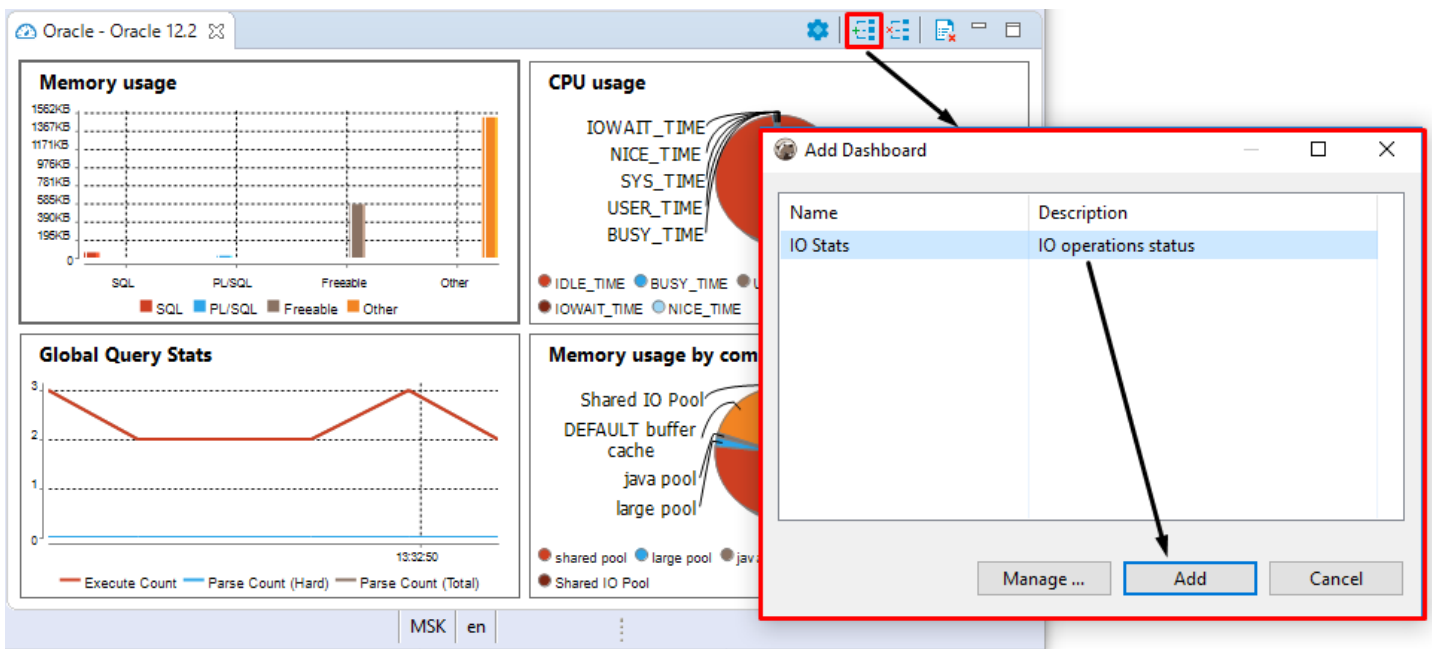 Oracle - Oracle 12.2
Memory usage
1562KB
1367KB
1171KB
976KB
781KB
585KB
390KB
195KB
0
SQL PL/SQL Freeable Other
SQL PL/SQL Freeable Other
CPU usage
IOWAIT_TIME
NICE_TIME
SYS_TIME
USER_TIME
BUSY_TIME
IDLE_TIME BUSY_TIME U
IOWAIT_TIME NICE_TIME
Global Query Stats
3
2
1
0
13:32:50
Execute Count Parse Count (Hard) Parse Count (Total)
Memory usage by com
Shared IO Pool
DEFAULT buffer
cache
java pool
large pool
shared pool large pool jav
Shared IO Pool
MSK en
Add Dashboard
Name Description
IO Stats IO operations status
Manage ... Add Cancel